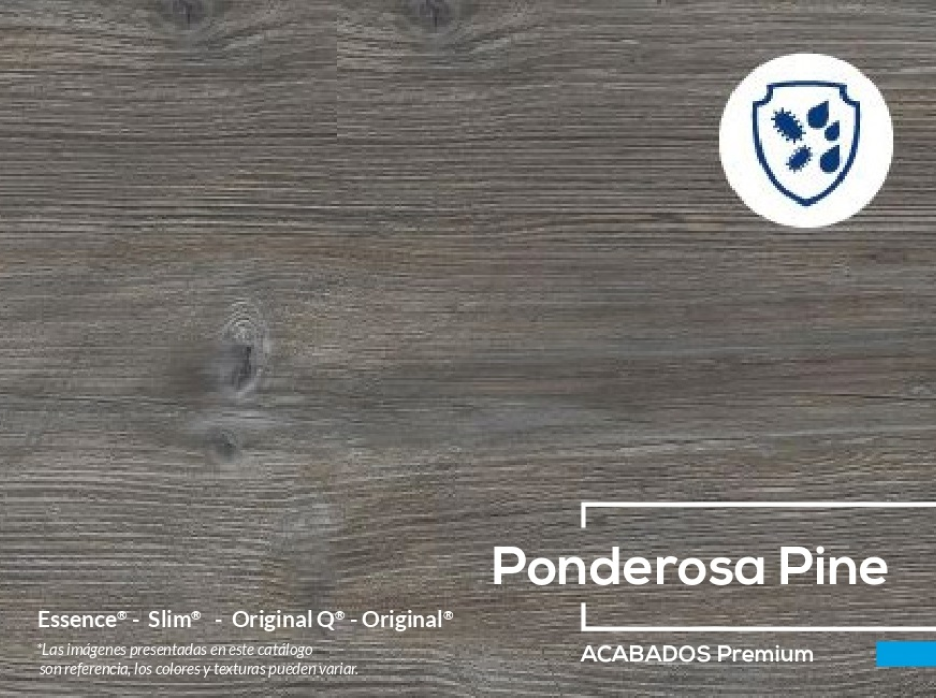 Ponderosa Pine
Essence® - Slim® - Original Q® - Original®
*Las imágenes presentadas en este catálogo
son referencia, los colores y texturas pueden variar.
ACABADOS Premium